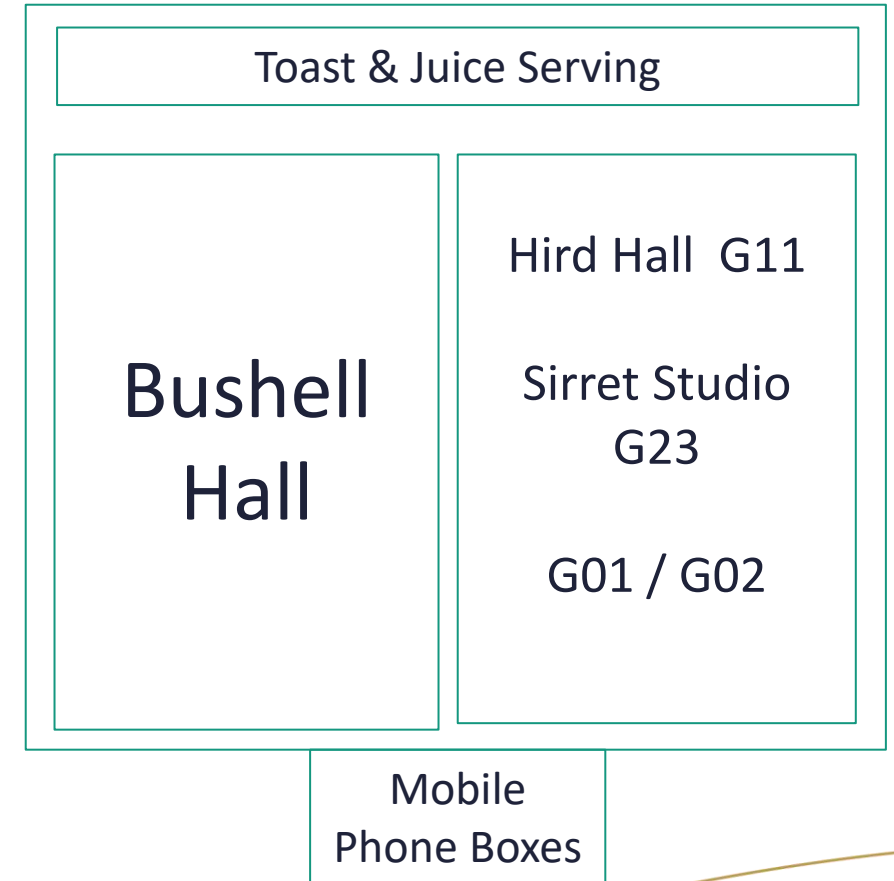 Toast & Juice Serving
Bushell
Hall
Hird Hall  G11
Sirret Studio
G23
G01 / G02
Mobile
Phone Boxes